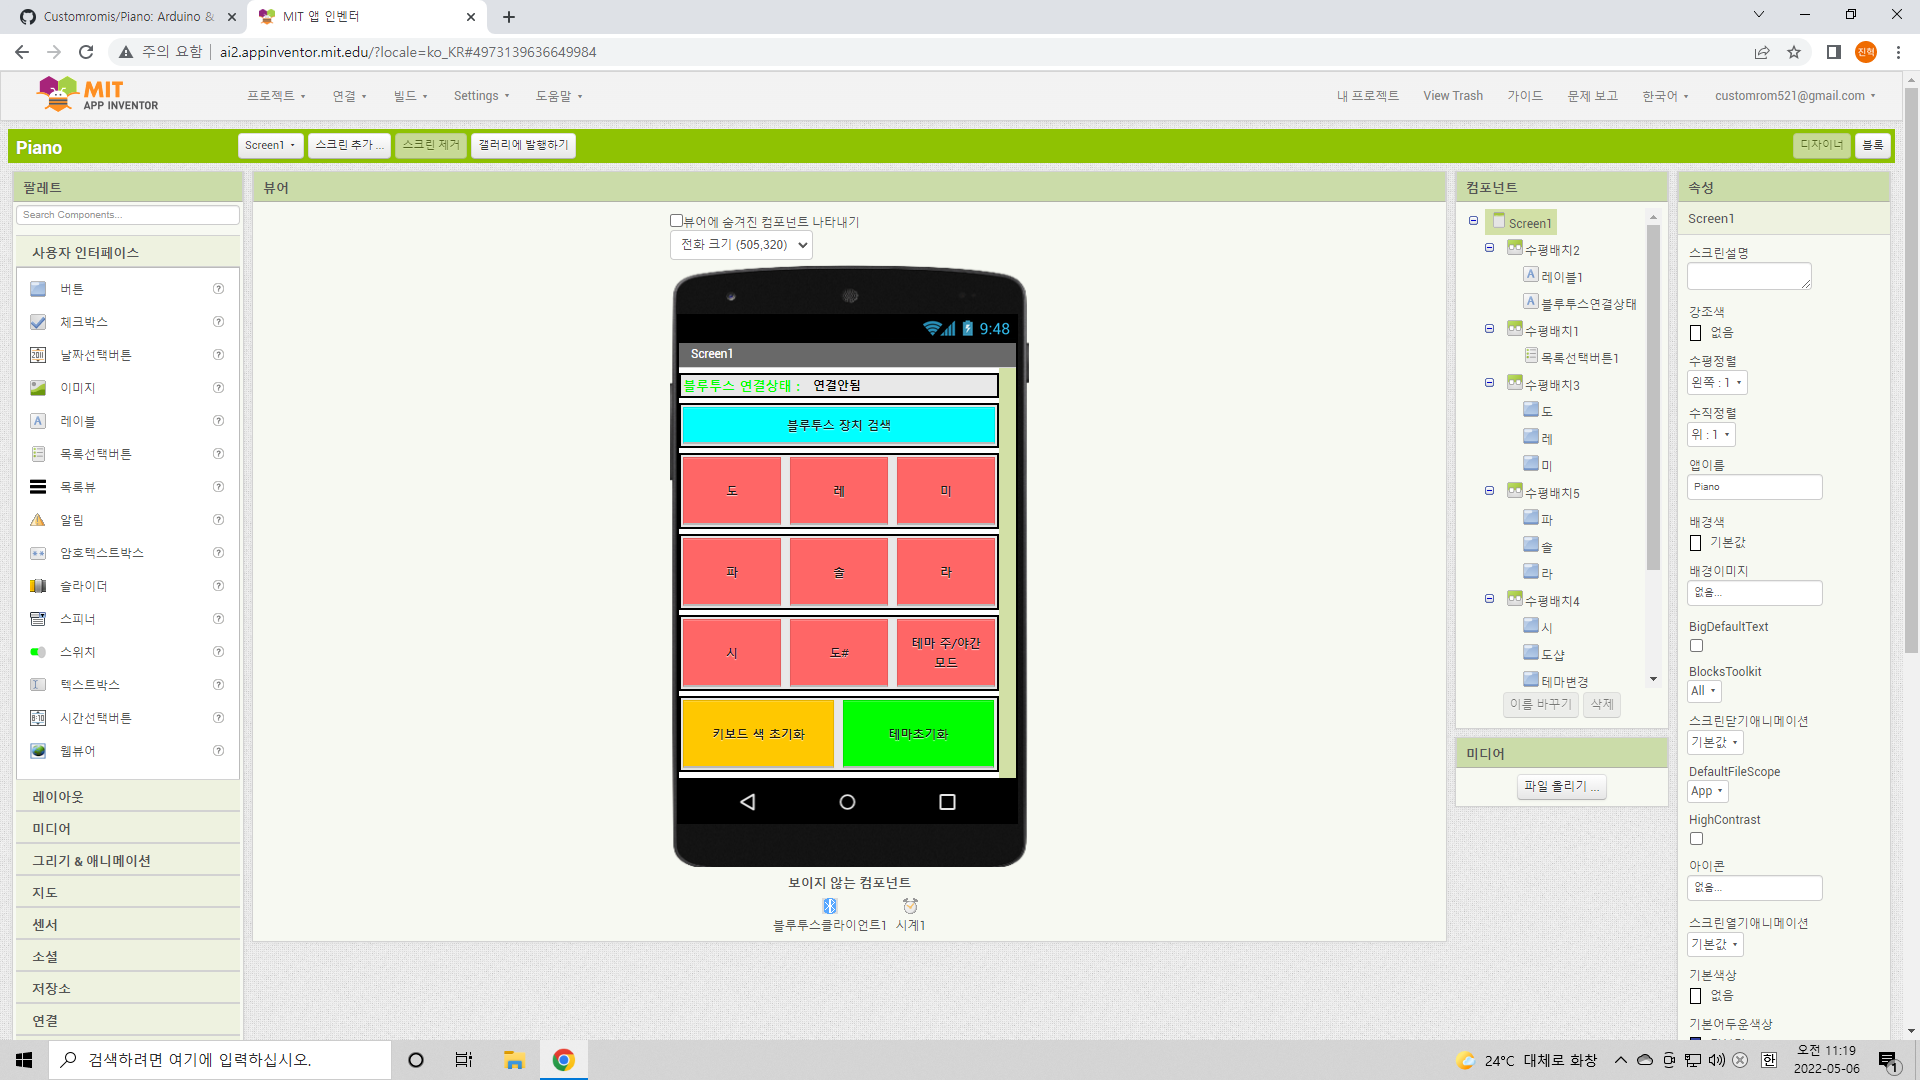 Customromis/Piano: Arduino &
MIT 앱 인벤터
주의 요함
ai2.appinventor.mit.edu/?locale=ko_KR#4973139636649984
진혁
MIT
APP INVENTOR
프로젝트
연결
빌드
Settings
도움말
내 프로젝트
View Trash
가이드
문제 보고
한국어
customrom521@gmail.com
Piano
Screen1
스크린 추가 ...
스크린 제거
갤러리에 발행하기
디자이너
블록
팔레트
Search Components...
사용자 인터페이스
버튼
체크박스
날짜선택버튼
이미지
레이블
목록선택버튼
목록뷰
알림
암호텍스트박스
슬라이더
스피너
스위치
텍스트박스
시간선택버튼
웹뷰어
레이아웃
미디어
그리기 & 애니메이션
지도
센서
소셜
저장소
연결
뷰어
뷰어에 숨겨진 컴포넌트 나타내기
전화 크기 (505,320)
9:48
Screen1
블루투스 연결상태 : 연결안됨
블루투스 장치 검색
도 레 미
파 솔 라
시 도# 테마 주/야간
모드
키보드 색 초기화 테마초기화
보이지 않는 컴포넌트
블루투스클라이언트1 시계1
컴포넌트
Screen1
수평배치2
레이블1
블루투스연결상태
수평배치1
목록선택버튼1
수평배치3
도
레
미
수평배치5
파
솔
라
수평배치4
시
도샵
테마변경
이름 바꾸기 삭제
미디어
파일 올리기 ...
속성
Screen1
스크린설명
강조색
없음
수평정렬
왼쪽 : 1
수직정렬
위 : 1
앱이름
Piano
배경색
기본값
배경이미지
없음...
BigDefaultText
BlocksToolkit
All
스크린닫기애니메이션
기본값
DefaultFileScope
App
HighContrast
아이콘
없음...
스크린열기애니메이션
기본값
기본색상
없음
기본어두운색상
검색하려면 여기에 입력하십시오.
24°C 대체로 화창
한
오전 11:19
2022-05-06
1